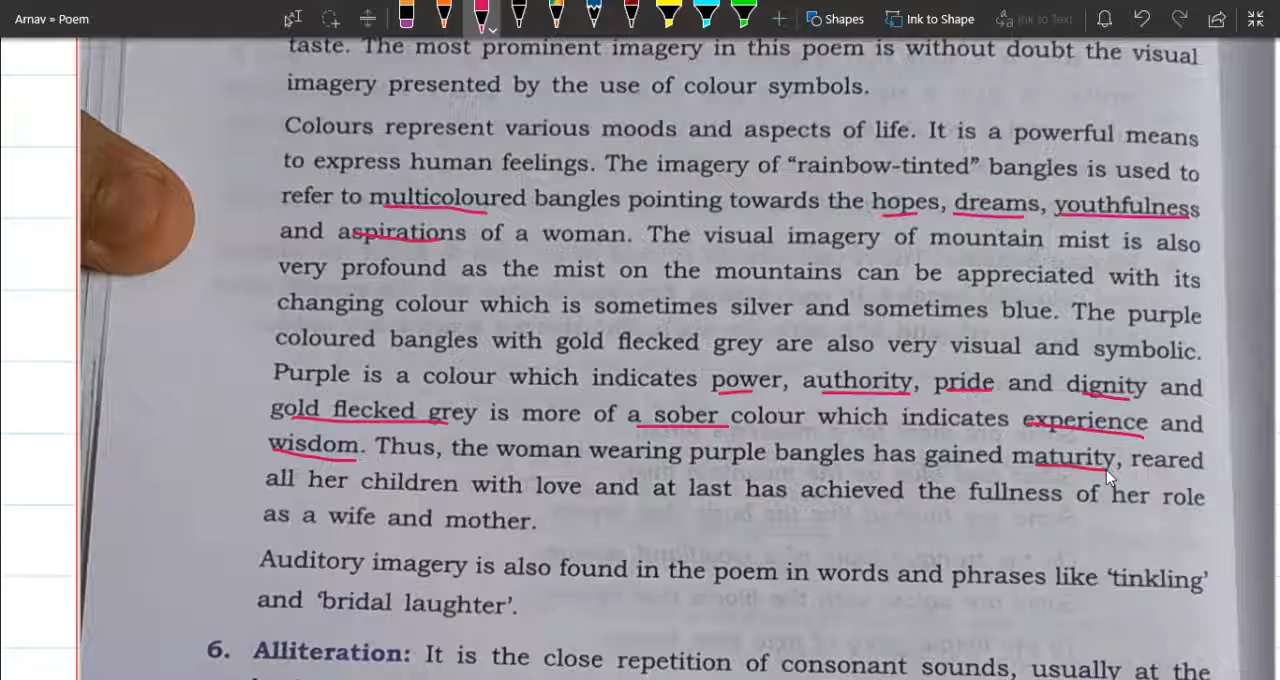 Arnav » Poem
Shapes
Ink to Shape
Ink to Text
taste. The most prominent imagery in this poem is without doubt the visual
imagery presented by the use of colour symbols.
Colours represent various moods and aspects of life. It is a powerful means
to express human feelings. The imagery of “rainbow-tinted” bangles is used to
refer to multicoloured bangles pointing towards the hopes, dreams, youthfulness
and aspirations of a woman. The visual imagery of mountain mist is also
very profound as the mist on the mountains can be appreciated with its
changing colour which is sometimes silver and sometimes blue. The purple
coloured bangles with gold flecked grey are also very visual and symbolic.
Purple is a colour which indicates power, authority, pride and dignity and
gold flecked grey is more of a sober colour which indicates experience and
wisdom. Thus, the woman wearing purple bangles has gained maturity, reared
all her children with love and at last has achieved the fullness of her role
as a wife and mother.
Auditory imagery is also found in the poem in words and phrases like ‘tinkling’
and ‘bridal laughter’.
6. Alliteration: It is the close repetition of consonant sounds, usually at the